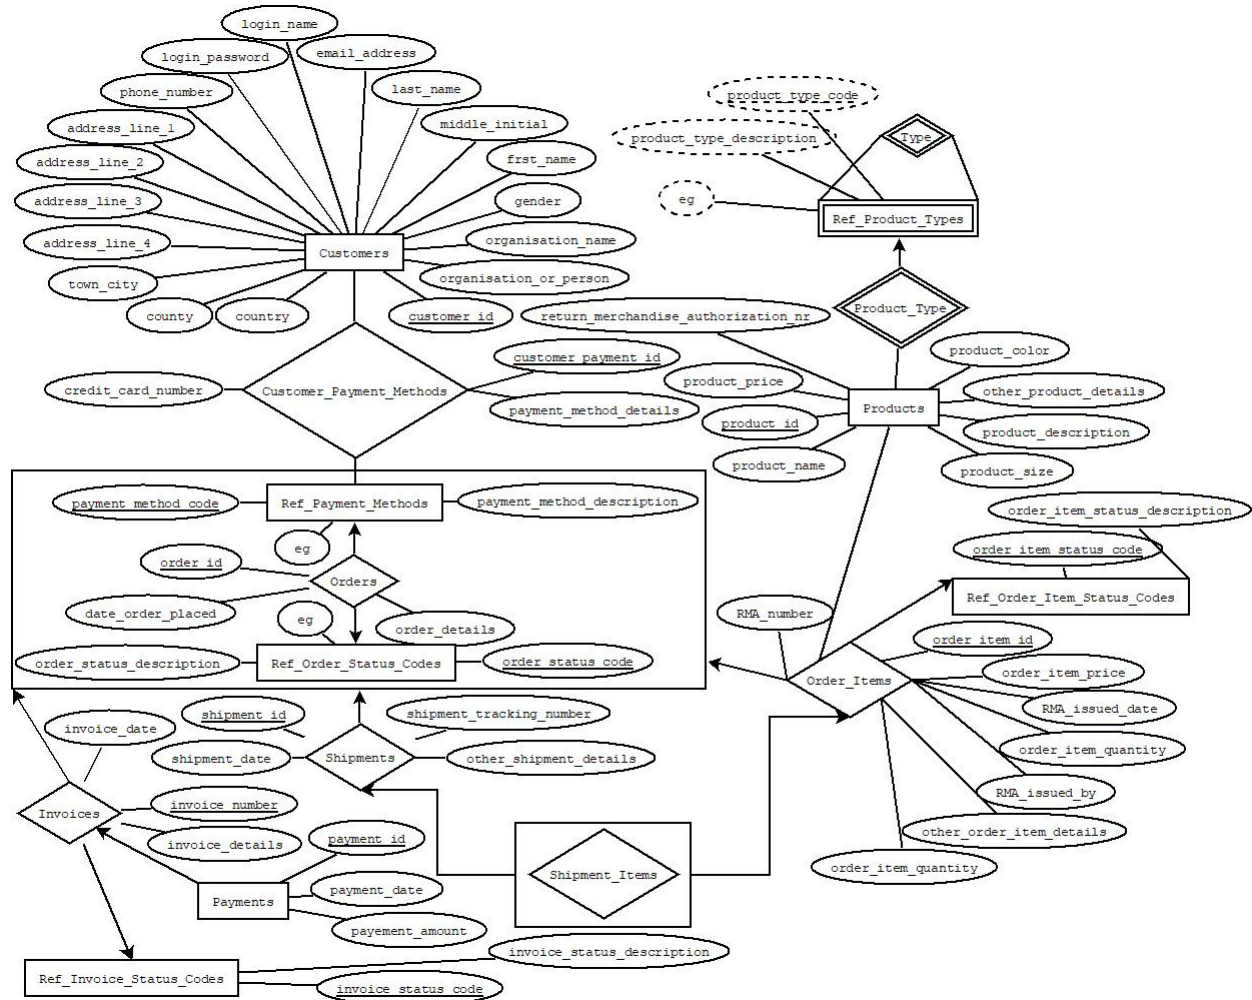 login_name
login_password
email_address
phone_number
last_name
address_line_1
middle_initial
address_line_2
frst_name
address_line_3
gender
address_line_4
organisation_name
Customers
town_city
organisation_or_person
county
country
customer_id
product_type_code
product_type_description
Type
eg
Ref_Product_Types
Product_Type
return_merchandise_authorization_nr
product_color
product_price
other_product_details
Products
product_id
product_description
product_name
product_size
customer_payment_id
credit_card_number
Customer_Payment_Methods
payment_method_details
payment_method_code
Ref_Payment_Methods
payment_method_description
eg
order_id
Orders
date_order_placed
eg
order_details
order_status_description
Ref_Order_Status_Codes
order_status_code
order_item_status_description
order_item_status_code
Ref_Order_Item_Status_Codes
RMA_number
order_item_id
Order_Items
order_item_price
RMA_issued_date
order_item_quantity
RMA_issued_by
other_order_item_details
order_item_quantity
shipment_id
shipment_tracking_number
invoice_date
shipment_date
Shipments
other_shipment_details
Invoices
invoice_number
invoice_details
payment_id
Shipment_Items
payment_date
Payments
payement_amount
invoice_status_description
Ref_Invoice_Status_Codes
invoice_status_code